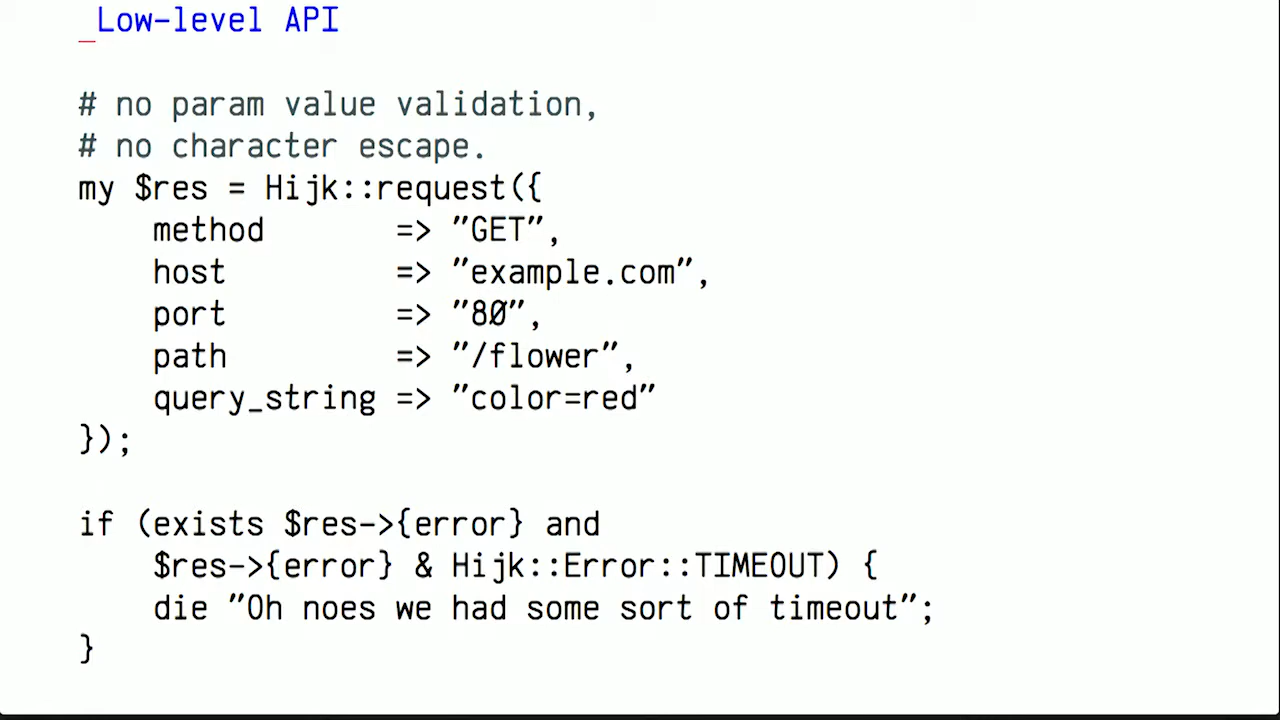 _Low-level API
# no param value validation,
# no character escape.
my $res = Hijk::request({
    method       => "GET",
    host         => "example.com",
    port         => "80",
    path         => "/flower",
    query_string => "color=red"
});
if (exists $res->{error} and
    $res->{error} & Hijk::Error::TIMEOUT) {
    die "Oh noes we had some sort of timeout";
}